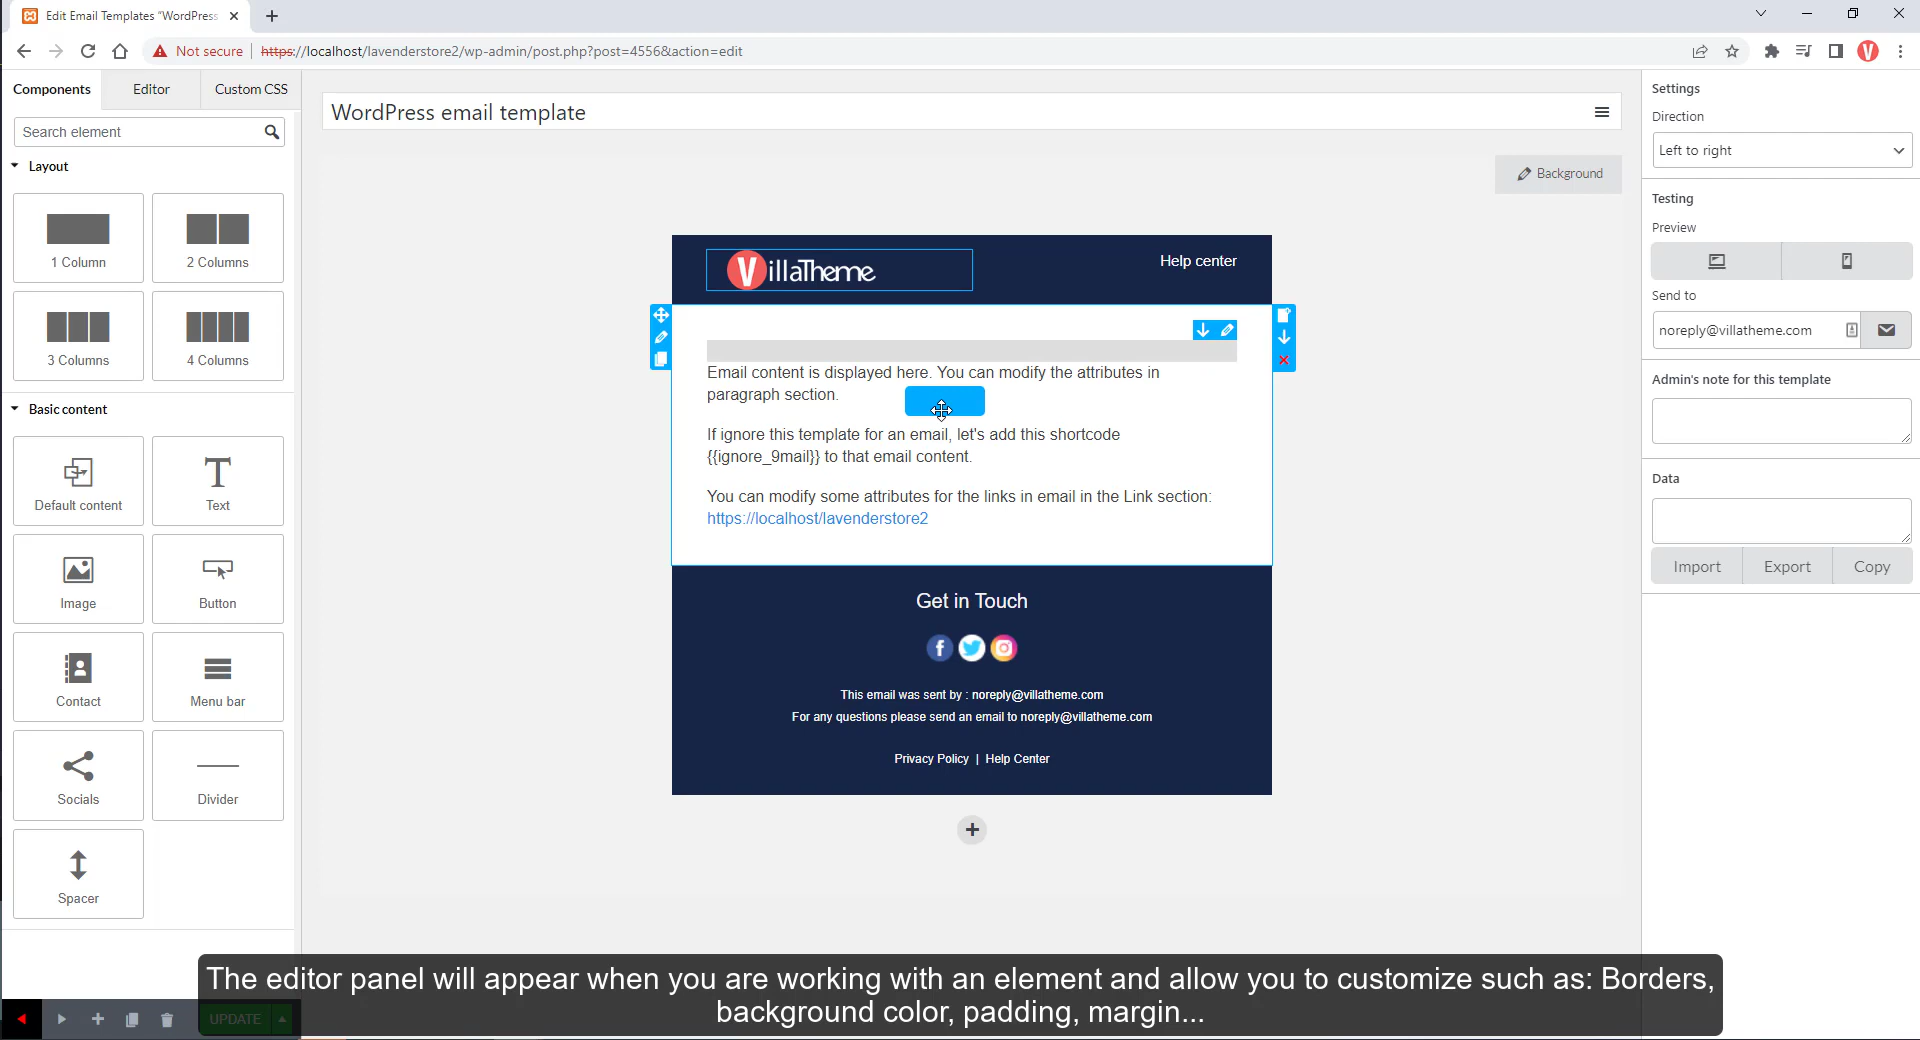 Edit Email Templates “WordPress
Not secure
https://localhost/lavenderstore2/wp-admin/post.php?post=4556&action=edit
Components
Editor
Custom CSS
Search element
Layout
1 Column
2 Columns
3 Columns
4 Columns
Basic content
Default content
Text
Image
Button
Contact
Menu bar
Socials
Divider
Spacer
UPDATE
WordPress email template
Background
VillaTheme
Help center
Email content is displayed here. You can modify the attributes in
paragraph section.
If ignore this template for an email, let's add this shortcode
{{ignore_9mail}} to that email content.
You can modify some attributes for the links in email in the Link section:
https://localhost/lavenderstore2
Get in Touch
This email was sent by : noreply@villatheme.com
For any questions please send an email to noreply@villatheme.com
Privacy Policy | Help Center
Settings
Direction
Left to right
Testing
Preview
Send to
noreply@villatheme.com
Admin's note for this template
Data
Import
Export
Copy
The editor panel will appear when you are working with an element and allow you to customize such as: Borders,
background color, padding, margin...